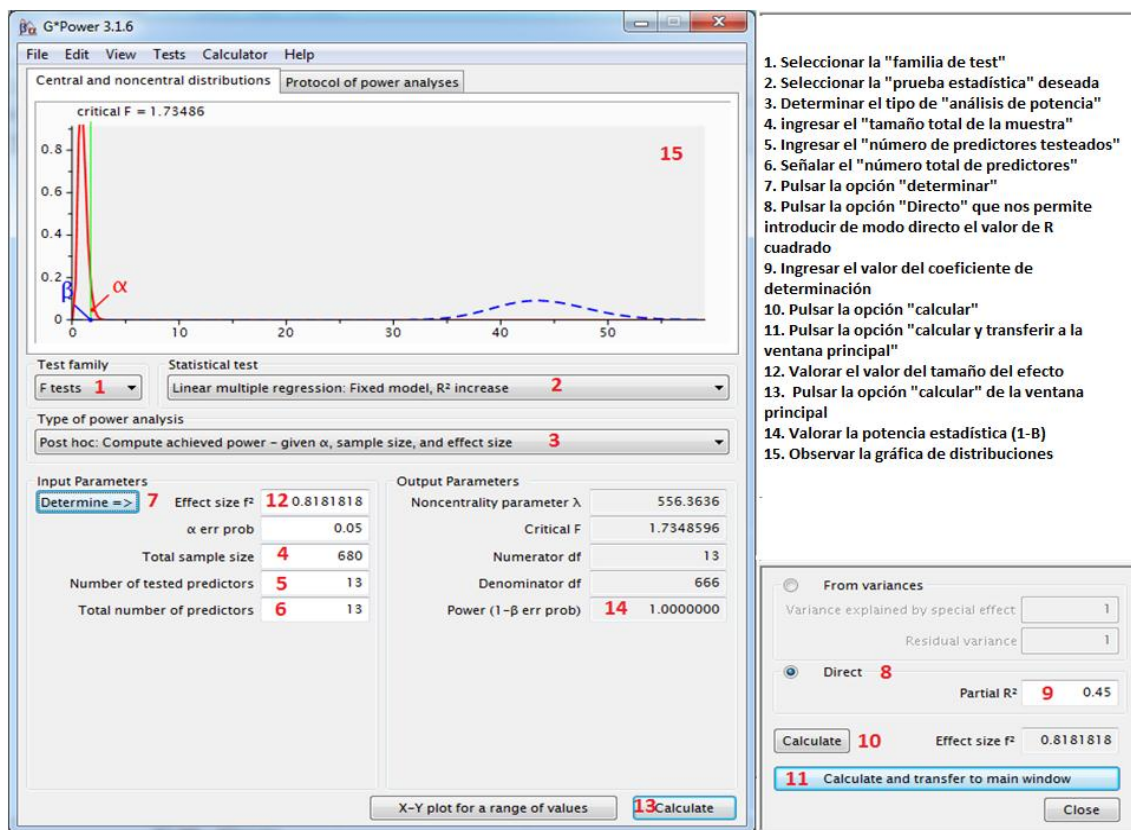 G*Power 3.1.6
File Edit View Tests Calculator Help
Central and noncentral distributions Protocol of power analyses
critical F = 1.73486
15
0.8
0.6
0.4
0.2
0
β α
0 10 20 30 40 50
Test family Statistical test
F tests 1 Linear multiple regression: Fixed model, R² increase 2
Type of power analysis
Post hoc: Compute achieved power – given α, sample size, and effect size 3
Input Parameters
Determine => 7 Effect size f² 12 0.8181818
α err prob 0.05
Total sample size 4 680
Number of tested predictors 5 13
Total number of predictors 6 13
Output Parameters
Noncentrality parameter λ 556.3636
Critical F 1.7348596
Numerator df 13
Denominator df 666
Power (1-β err prob) 14 1.0000000
X-Y plot for a range of values 13 Calculate
1. Seleccionar la "familia de test"
2. Seleccionar la "prueba estadística" deseada
3. Determinar el tipo de "análisis de potencia"
4. ingresar el "tamaño total de la muestra"
5. Ingresar el "número de predictores testeados"
6. Señalar el "número total de predictores"
7. Pulsar la opción "determinar"
8. Pulsar la opción "Directo" que nos permite
introducir de modo directo el valor de R
cuadrado
9. Ingresar el valor del coeficiente de
determinación
10. Pulsar la opción "calcular"
11. Pulsar la opción "calcular y transferir a la
ventana principal"
12. Valorar el valor del tamaño del efecto
13. Pulsar la opción "calcular" de la ventana
principal
14. Valorar la potencia estadística (1-B)
15. Observar la gráfica de distribuciones
From variances
Variance explained by special effect 1
Residual variance 1
Direct 8
Partial R² 9 0.45
Calculate 10 Effect size f² 0.8181818
11 Calculate and transfer to main window
Close